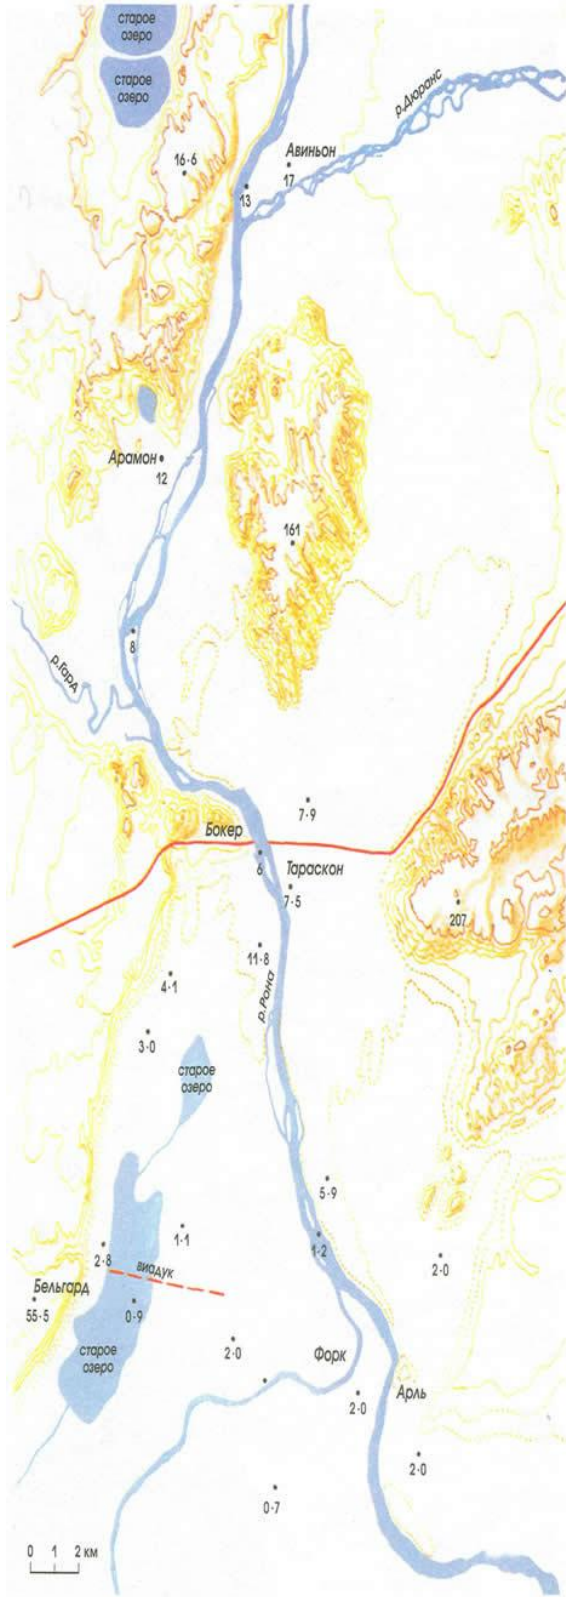 старое
озеро
старое
озеро
р.Дюранс
Авиньон
16·6
17
13
Арамон
12
161
8
р.Гард
7·9
Бокер
6
Тараскон
7·5
207
11·8
4·1
р.Рона
3·0
старое
озеро
5·9
1·1
1·2
2·8
2·0
виадук
Бельгард
55·5
0·9
2·0
старое
озеро
Форк
2·0
Арль
2·0
0·7
0 1 2 км